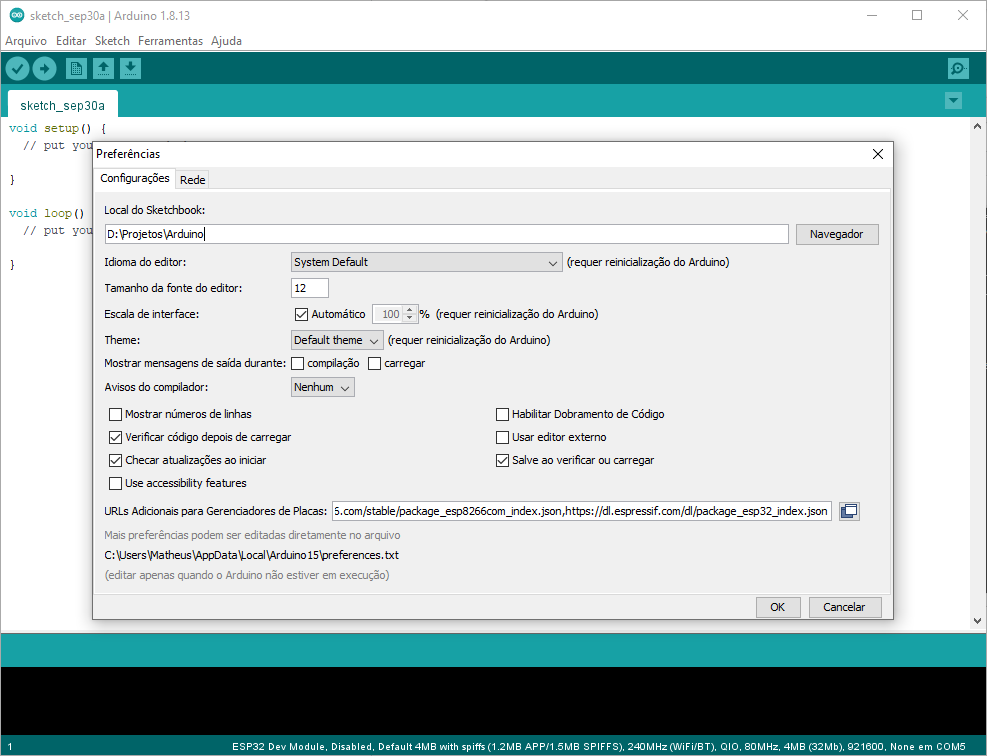 sketch_sep30a | Arduino 1.8.13
Arquivo Editar Sketch Ferramentas Ajuda
sketch_sep30a
void setup() {
// put you
}
void loop()
// put you
}
Preferências
Configurações Rede
Local do Sketchbook:
D:\Projetos\Arduino Navegador
Idioma do editor: System Default (requer reinicialização do Arduino)
Tamanho da fonte do editor: 12
Escala de interface: Automático 100 % (requer reinicialização do Arduino)
Theme: Default theme (requer reinicialização do Arduino)
Mostrar mensagens de saída durante: compilação carregar
Avisos do compilador: Nenhum
Mostrar números de linhas Habilitar Dobramento de Código
Verificar código depois de carregar Usar editor externo
Checar atualizações ao iniciar Salve ao verificar ou carregar
Use accessibility features
URLs Adicionais para Gerenciadores de Placas: 6.com/stable/package_esp8266com_index.json,https://dl.espressif.com/dl/package_esp32_index.json
Mais preferências podem ser editadas diretamente no arquivo
C:\Users\Matheus\AppData\Local\Arduino15\preferences.txt
(editar apenas quando o Arduino não estiver em execução)
OK Cancelar
1 ESP32 Dev Module, Disabled, Default 4MB with spiffs (1.2MB APP/1.5MB SPIFFS), 240MHz (WiFi/BT), QIO, 80MHz, 4MB (32Mb), 921600, None em COM5